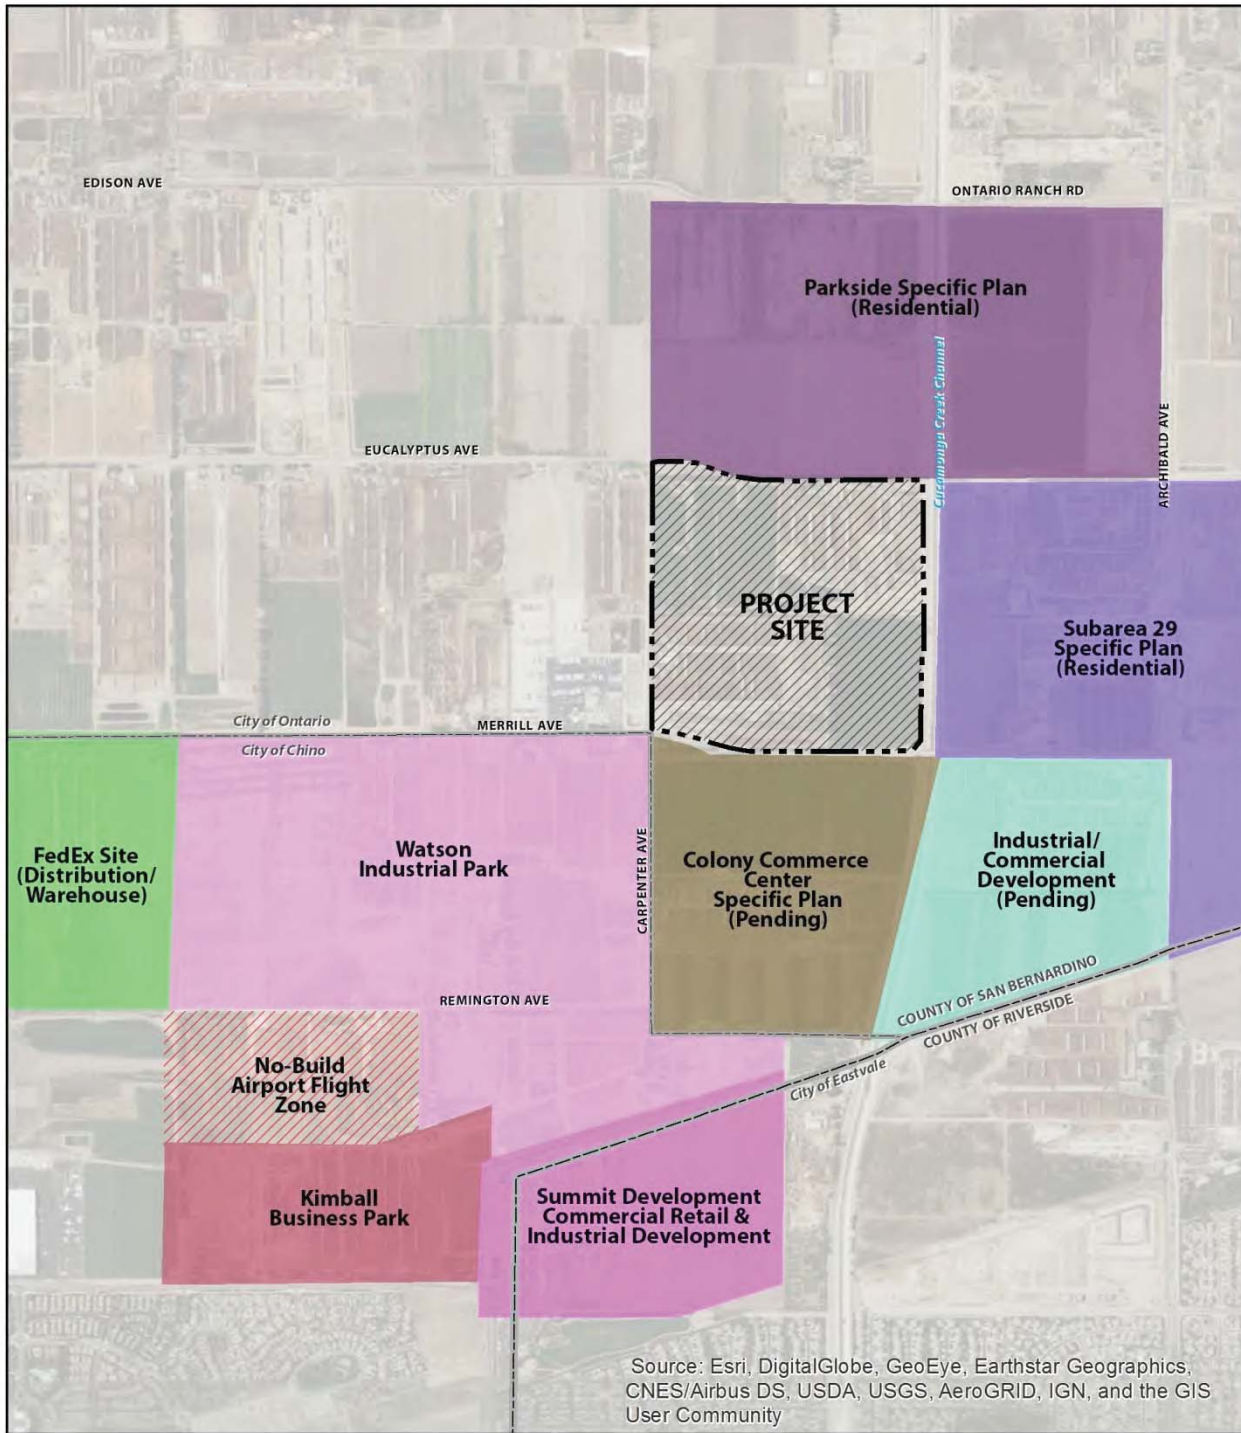 EDISON AVE
ONTARIO RANCH RD
Parkside Specific Plan
(Residential)
Cucamonga Creek Channel
ARCHIBALD AVE
EUCALYPTUS AVE
PROJECT
SITE
Subarea 29
Specific Plan
(Residential)
City of Ontario
MERRILL AVE
City of Chino
FedEx Site
(Distribution/
Warehouse)
Watson
Industrial Park
CARPENTER AVE
Colony Commerce
Center
Specific Plan
(Pending)
Industrial/
Commercial
Development
(Pending)
REMINGTON AVE
COUNTY OF SAN BERNARDINO
COUNTY OF RIVERSIDE
City of Eastvale
No-Build
Airport Flight
Zone
Kimball
Business Park
Summit Development
Commercial Retail &
Industrial Development
Source: Esri, DigitalGlobe, GeoEye, Earthstar Geographics,
CNES/Airbus DS, USDA, USGS, AeroGRID, IGN, and the GIS
User Community